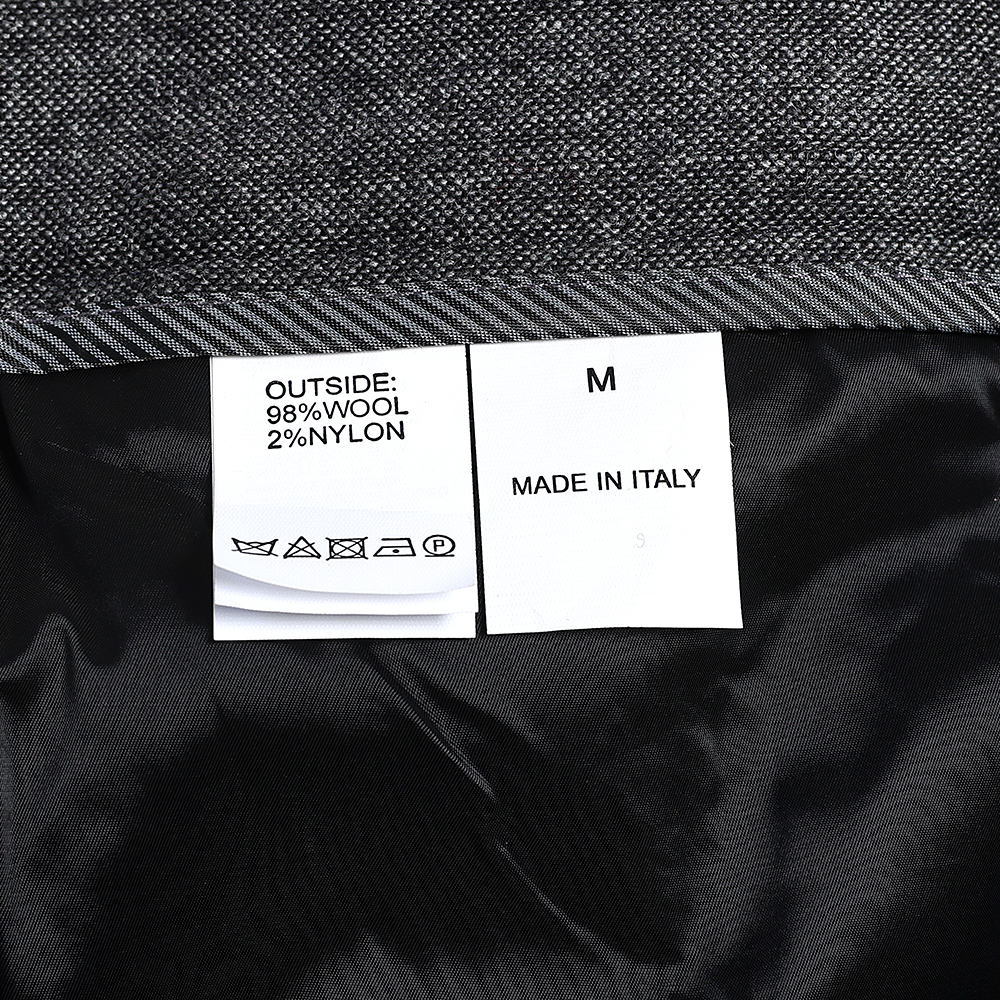 OUTSIDE:
98%WOOL
2%NYLON
P
M
MADE IN ITALY